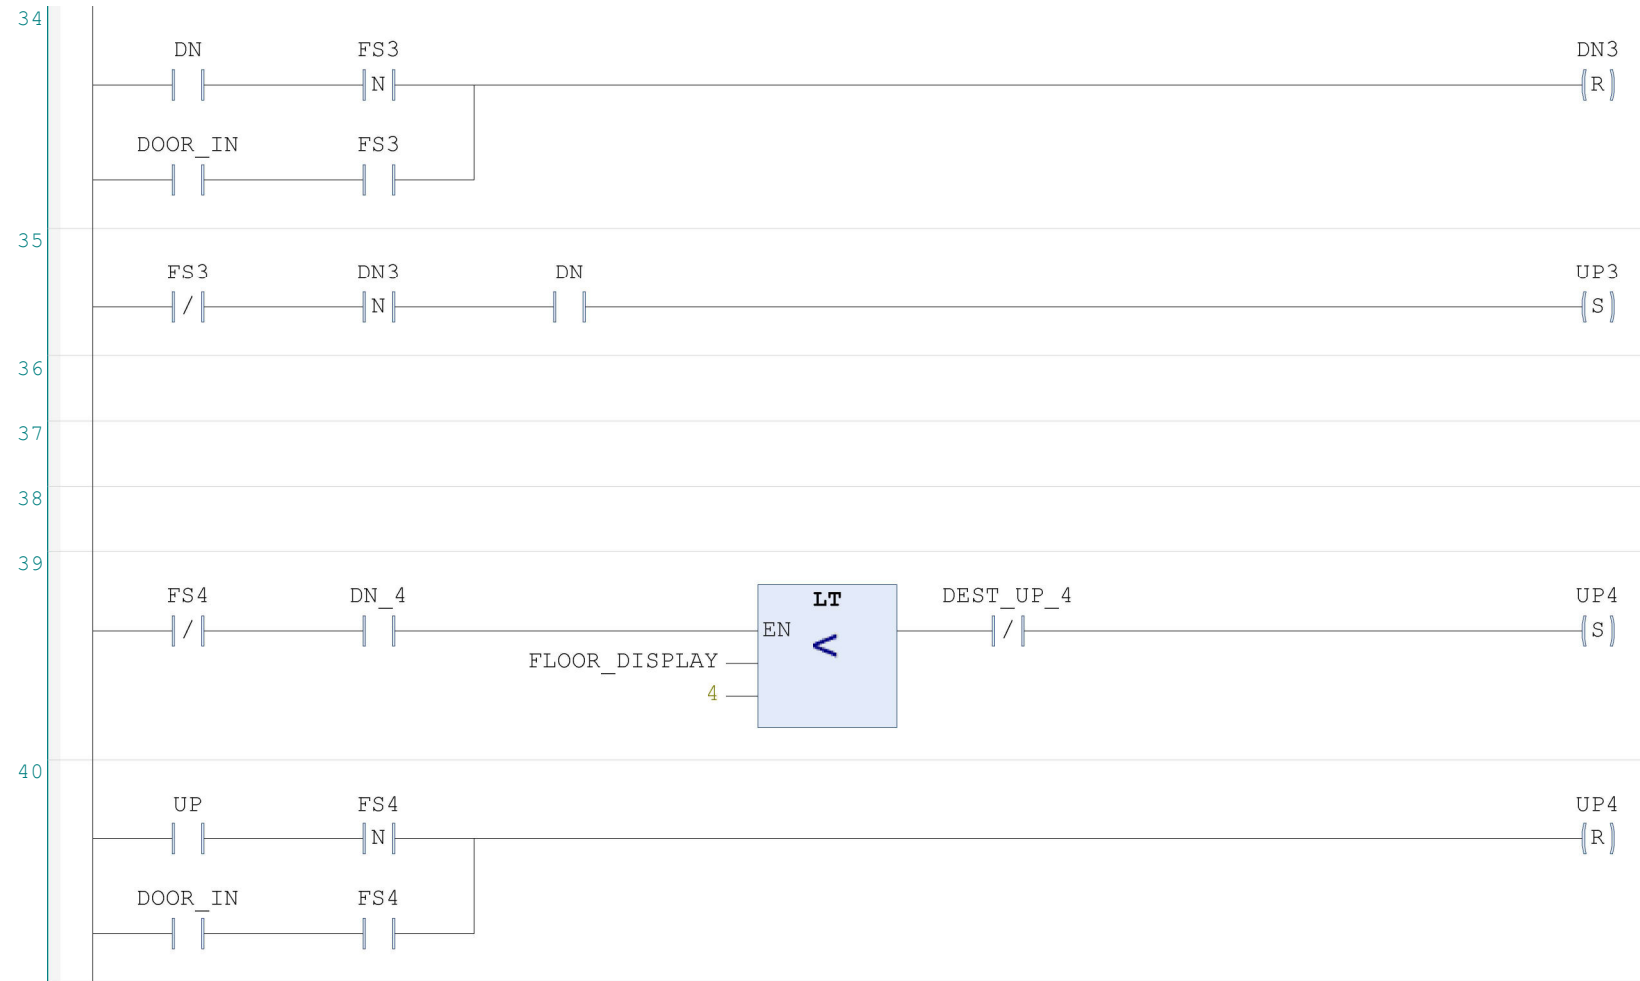 34
DN FS3 DN3
N R
DOOR_IN FS3
35
FS3 DN3 DN UP3
/ N S
36
37
38
39
FS4 DN_4 LT DEST_UP_4 UP4
/ EN < / S
FLOOR_DISPLAY
4
40
UP FS4 UP4
N R
DOOR_IN FS4